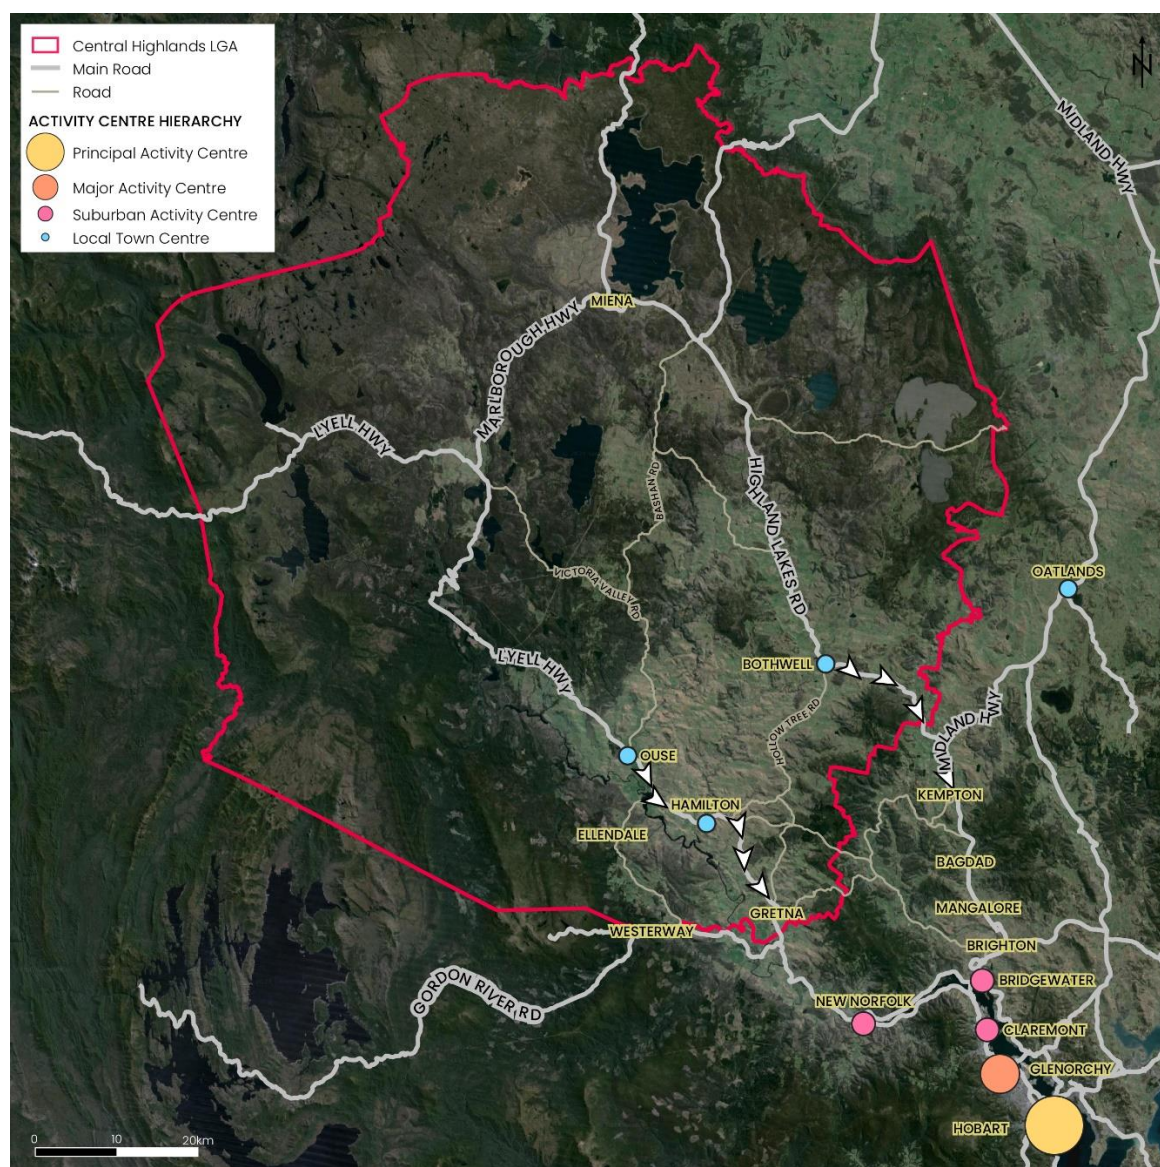 Central Highlands LGA
Main Road
Road
ACTIVITY CENTRE HIERARCHY
Principal Activity Centre
Major Activity Centre
Suburban Activity Centre
Local Town Centre
N
MIDLAND HWY
MIENA
MARLBOROUGH HWY
LYELL HWY
BASHAN RD
HIGHLAND LAKES RD
VICTORIA VALLEY RD
OATLANDS
LYELL HWY
BOTHWELL
HOLLOW TREE RD
MIDLAND HWY
OUSE
KEMPTON
HAMILTON
ELLENDALE
BAGDAD
GRETNA
MANGALORE
WESTERWAY
BRIGHTON
GORDON RIVER RD
BRIDGEWATER
NEW NORFOLK
CLAREMONT
GLENORCHY
HOBART
0 10 20km